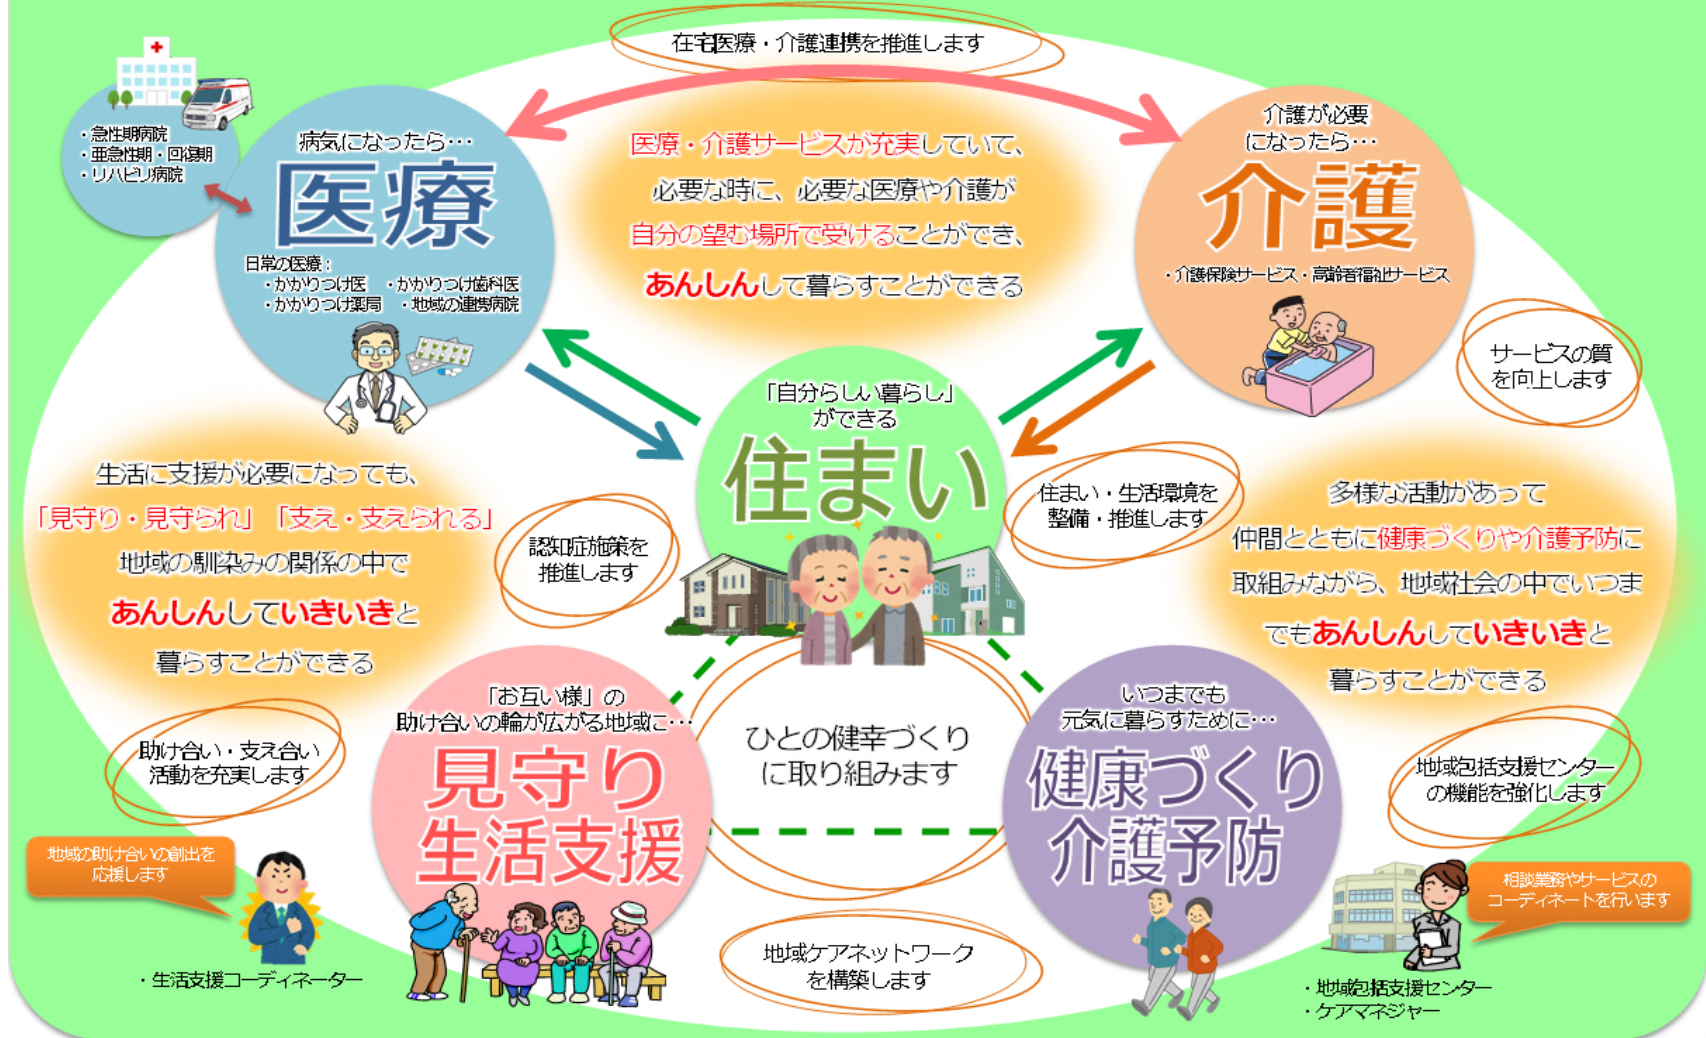 在宅医療・介護連携を推進します
・急性期病院
・亜急性期・回復期
・リハビリ病院
病気になったら…
医療
日常の医療：
・かかりつけ医　・かかりつけ歯科医
・かかりつけ薬局　・地域の連携病院
医療・介護サービスが充実していて、
必要な時に、必要な医療や介護が
自分の望む場所で受けることができ、
あんしんして暮らすことができる
介護が必要
になったら…
介護
・介護保険サービス・高齢者福祉サービス
サービスの質
を向上します
「自分らしい暮らし」
ができる
住まい
生活に支援が必要になっても、
「見守り・見守られ」「支え・支えられる」
地域の馴染みの関係の中で
あんしんしていきいきと
暮らすことができる
認知症施策を
推進します
住まい・生活環境を
整備・推進します
多様な活動があって
仲間とともに健康づくりや介護予防に
取組みながら、地域社会の中でいつま
でもあんしんしていきいきと
暮らすことができる
助け合い・支え合い
活動を充実します
「お互い様」の
助け合いの輪が広がる地域に…
見守り
生活支援
ひとの健幸づくり
に取り組みます
いつまでも
元気に暮らすために…
健康づくり
介護予防
地域包括支援センター
の機能を強化します
地域の助け合いの創出を
応援します
・生活支援コーディネーター
地域ケアネットワーク
を構築します
相談業務やサービスの
コーディネートを行います
・地域包括支援センター
・ケアマネジャー